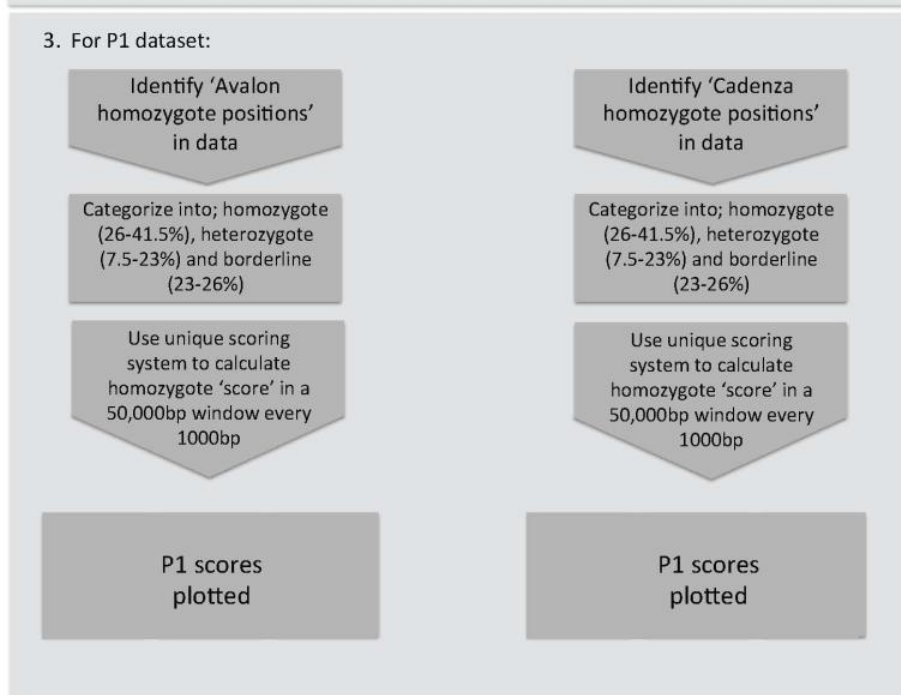 3. For P1 dataset:
Identify ‘Avalon
homozygote positions’
in data
Categorize into; homozygote
(26-41.5%), heterozygote
(7.5-23%) and borderline
(23-26%)
Use unique scoring
system to calculate
homozygote ‘score’ in a
50,000bp window every
1000bp
P1 scores
plotted
Identify ‘Cadenza
homozygote positions’
in data
Categorize into; homozygote
(26-41.5%), heterozygote
(7.5-23%) and borderline
(23-26%)
Use unique scoring
system to calculate
homozygote ‘score’ in a
50,000bp window every
1000bp
P1 scores
plotted